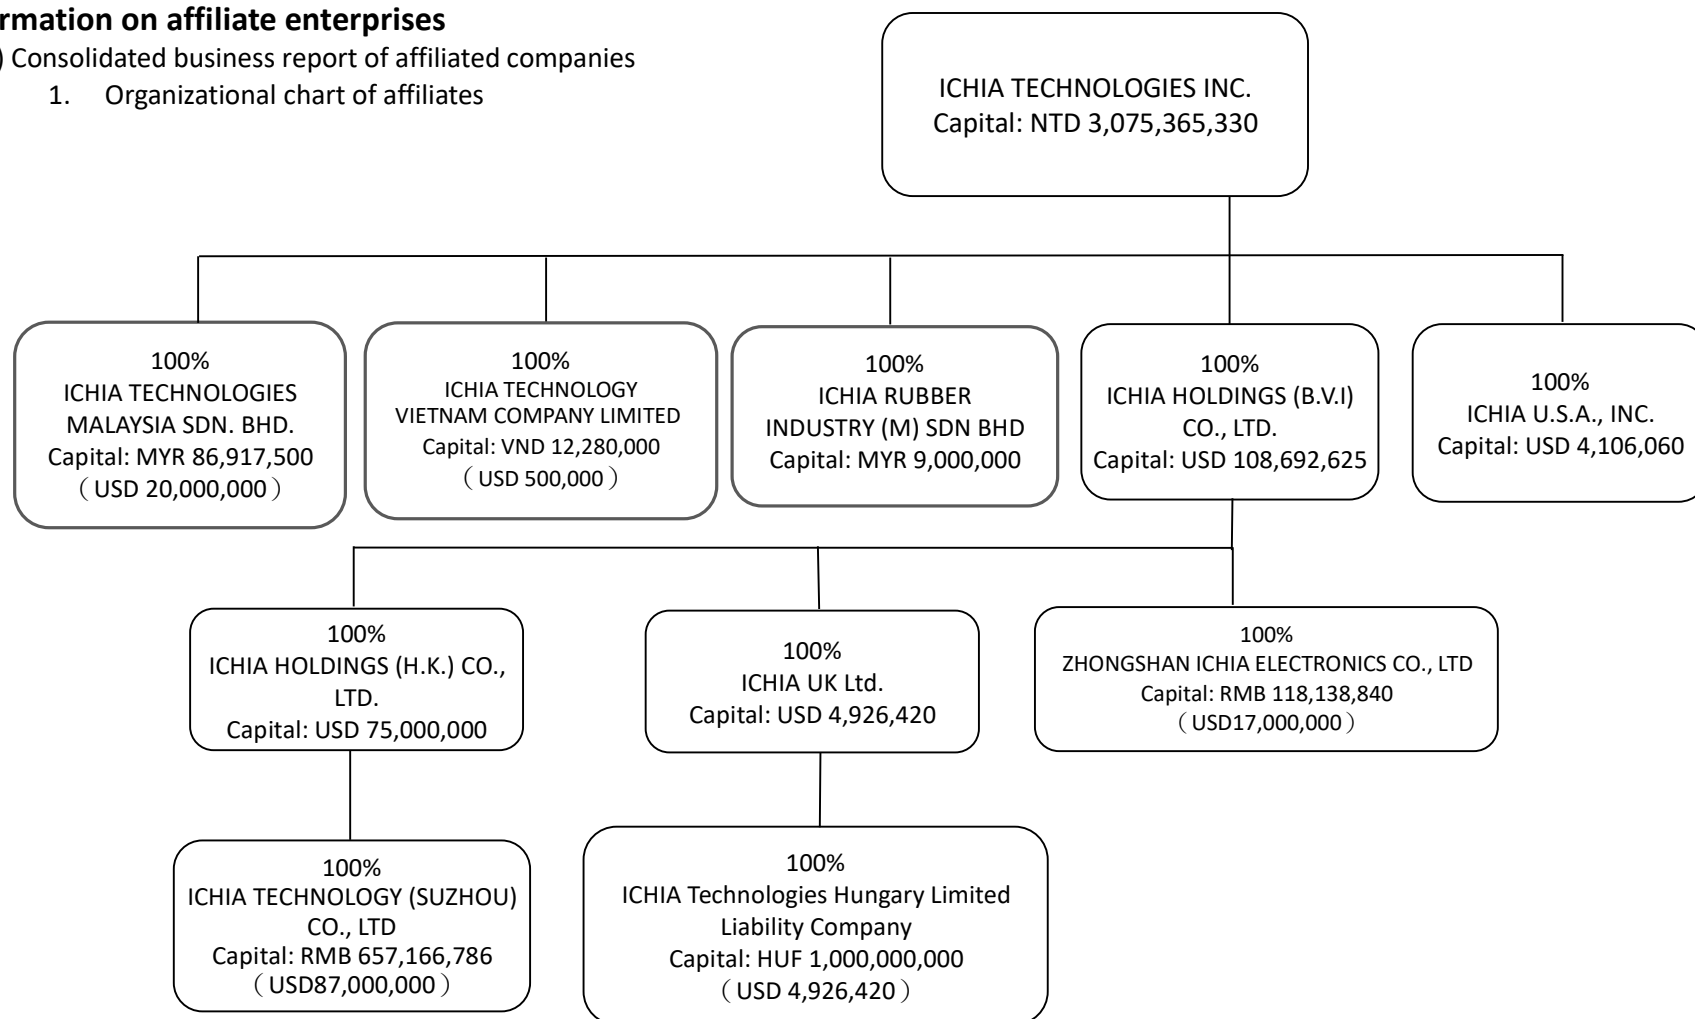 rmation on affiliate enterprises
) Consolidated business report of affiliated companies
1. Organizational chart of affiliates
ICHIA TECHNOLOGIES INC.
Capital: NTD 3,075,365,330
100%
ICHIA TECHNOLOGIES
MALAYSIA SDN. BHD.
Capital: MYR 86,917,500
（USD 20,000,000）
100%
ICHIA TECHNOLOGY
VIETNAM COMPANY LIMITED
Capital: VND 12,280,000
（USD 500,000）
100%
ICHIA RUBBER
INDUSTRY (M) SDN BHD
Capital: MYR 9,000,000
100%
ICHIA HOLDINGS (B.V.I)
CO., LTD.
Capital: USD 108,692,625
100%
ICHIA U.S.A., INC.
Capital: USD 4,106,060
100%
ICHIA HOLDINGS (H.K.) CO.,
LTD.
Capital: USD 75,000,000
100%
ICHIA UK Ltd.
Capital: USD 4,926,420
100%
ZHONGSHAN ICHIA ELECTRONICS CO., LTD
Capital: RMB 118,138,840
（USD17,000,000）
100%
ICHIA TECHNOLOGY (SUZHOU)
CO., LTD
Capital: RMB 657,166,786
（USD87,000,000）
100%
ICHIA Technologies Hungary Limited
Liability Company
Capital: HUF 1,000,000,000
（USD 4,926,420）